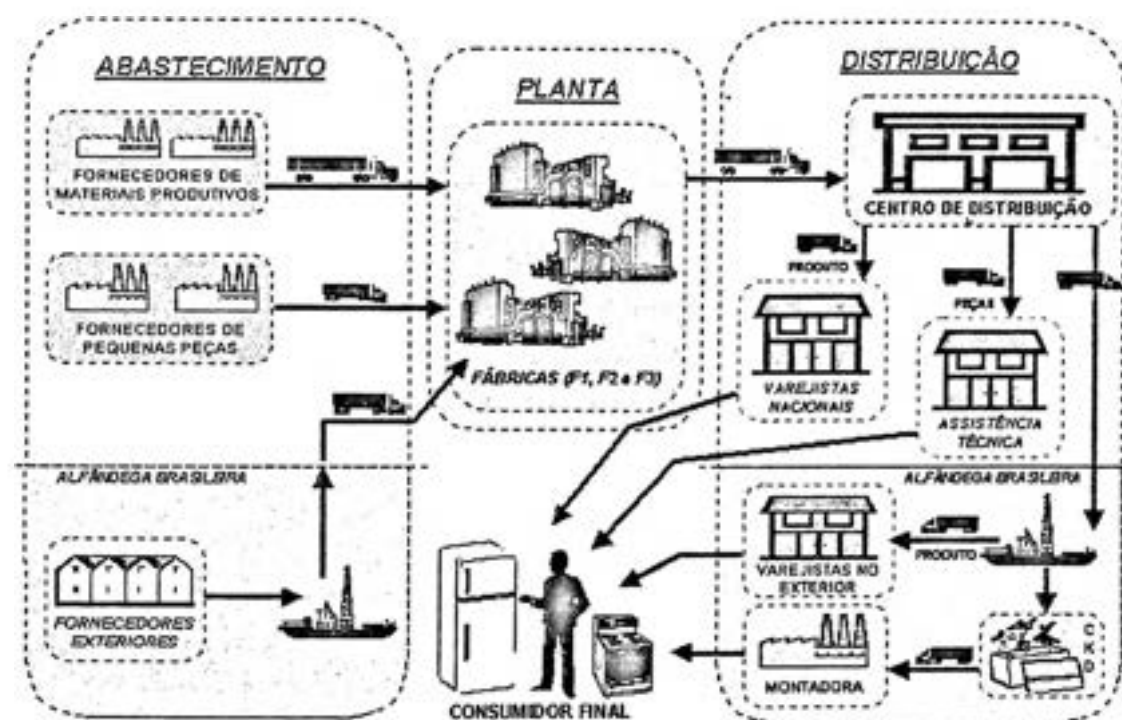 ABASTECIMENTO
FORNECEDORES DE
MATERIAIS PRODUTIVOS
FORNECEDORES DE
PEQUENAS PEÇAS
ALFÂNDEGA BRASILEIRA
FORNECEDORES
EXTERIORES
PLANTA
FÁBRICAS (F1, F2 e F3)
DISTRIBUIÇÃO
CENTRO DE DISTRIBUIÇÃO
PRODUTO
PEÇAS
VAREJISTAS
NACIONAIS
ASSISTÊNCIA
TÉCNICA
ALFÂNDEGA BRASILEIRA
PRODUTO
VAREJISTAS NO
EXTERIOR
MONTADORA
CKD
CONSUMIDOR FINAL